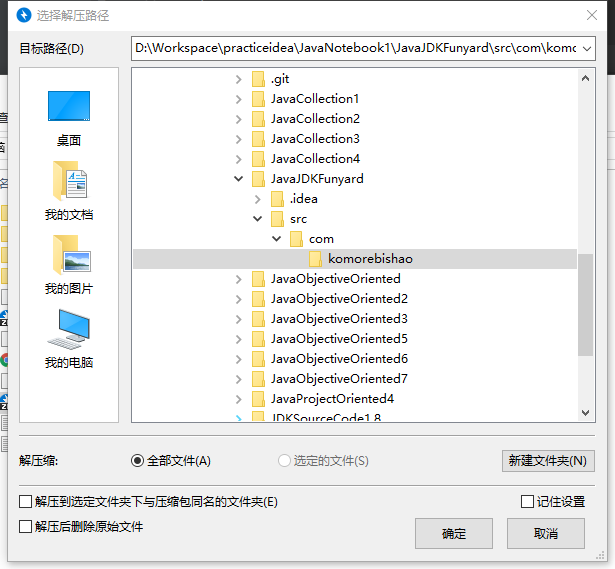 选择解压路径
目标路径(D)
D:\Workspace\practiceidea\JavaNotebook1\JavaJDKFunyard\src\com\komo
桌面
我的文档
我的图片
我的电脑
.git
JavaCollection1
JavaCollection2
JavaCollection3
JavaCollection4
JavaJDKFunyard
.idea
src
com
komorebishao
JavaObjectiveOriented
JavaObjectiveOriented2
JavaObjectiveOriented3
JavaObjectiveOriented5
JavaObjectiveOriented6
JavaObjectiveOriented7
JavaProjectOriented4
JDKSourceCode1.8
解压缩:
全部文件(A)
选定的文件(S)
新建文件夹(N)
解压到选定文件夹下与压缩包同名的文件夹(E)
记住设置
解压后删除原始文件
确定
取消